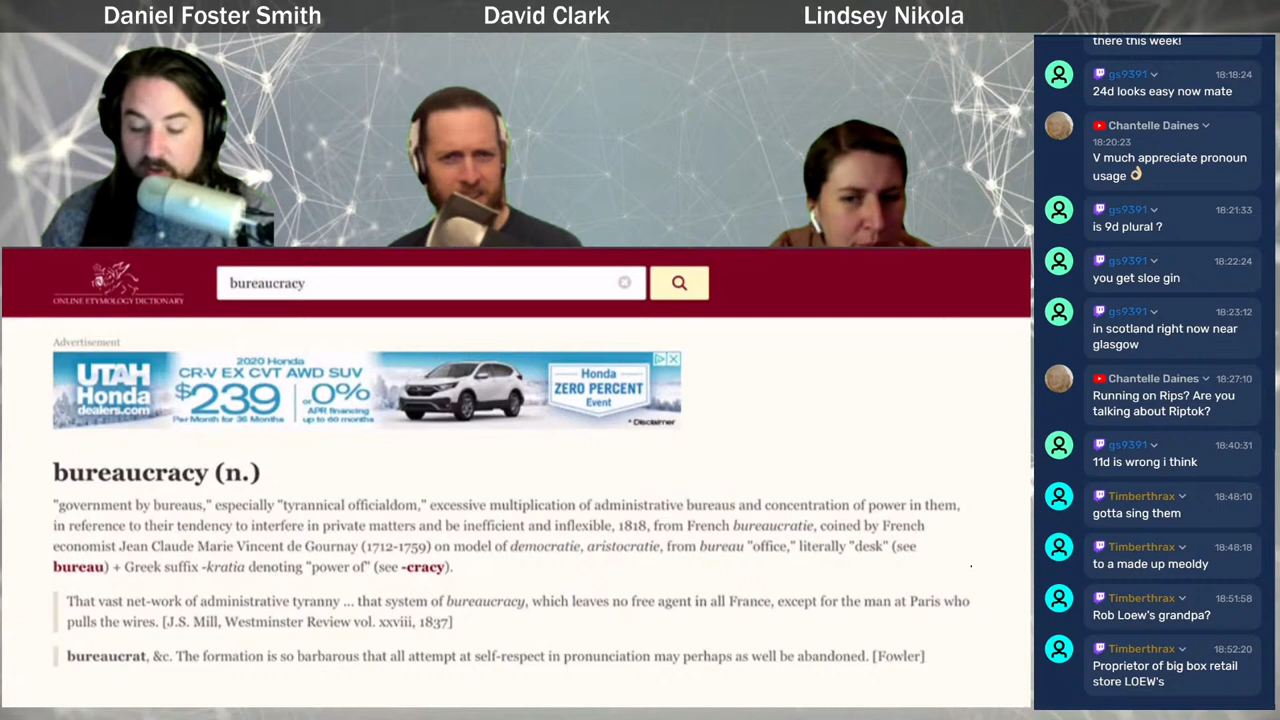 Daniel Foster Smith
David Clark
Lindsey Nikola
ONLINE ETYMOLOGY DICTIONARY
bureaucracy
Advertisement
UTAH
Honda
dealers.com
2020 Honda
CR-V EX CVT AWD SUV
$239
Per Month for 36 Months
or 0%
APR financing
up to 60 months
Honda
ZERO PERCENT
Event
* Disclaimer
bureaucracy (n.)
"government by bureaus," especially "tyrannical officialdom," excessive multiplication of administrative bureaus and concentration of power in them,
in reference to their tendency to interfere in private matters and be inefficient and inflexible, 1818, from French bureaucratie, coined by French
economist Jean Claude Marie Vincent de Gournay (1712-1759) on model of democratie, aristocratie, from bureau "office," literally "desk" (see
bureau) + Greek suffix -kratia denoting "power of" (see -cracy).
That vast net-work of administrative tyranny ... that system of bureaucracy, which leaves no free agent in all France, except for the man at Paris who
pulls the wires. [J.S. Mill, Westminster Review vol. xxviii, 1837]
bureaucrat, &c. The formation is so barbarous that all attempt at self-respect in pronunciation may perhaps as well be abandoned. [Fowler]
there this week!
gs9391 18:18:24
24d looks easy now mate
Chantelle Daines
18:20:23
V much appreciate pronoun
usage 👌
gs9391 18:21:33
is 9d plural ?
gs9391 18:22:24
you get sloe gin
gs9391 18:23:12
in scotland right now near
glasgow
Chantelle Daines 18:27:10
Running on Rips? Are you
talking about Riptok?
gs9391 18:40:31
11d is wrong i think
Timberthrax 18:48:10
gotta sing them
Timberthrax 18:48:18
to a made up meoldy
Timberthrax 18:51:58
Rob Loew's grandpa?
Timberthrax 18:52:20
Proprietor of big box retail
store LOEW's